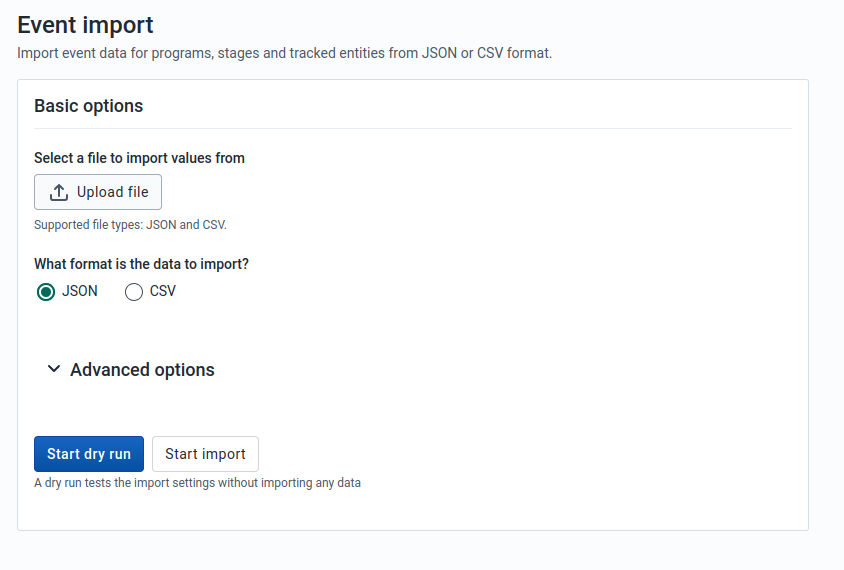 Event import
Import event data for programs, stages and tracked entities from JSON or CSV format.
Basic options
Select a file to import values from
Upload file
Supported file types: JSON and CSV.
What format is the data to import?
JSON CSV
Advanced options
Start dry run Start import
A dry run tests the import settings without importing any data